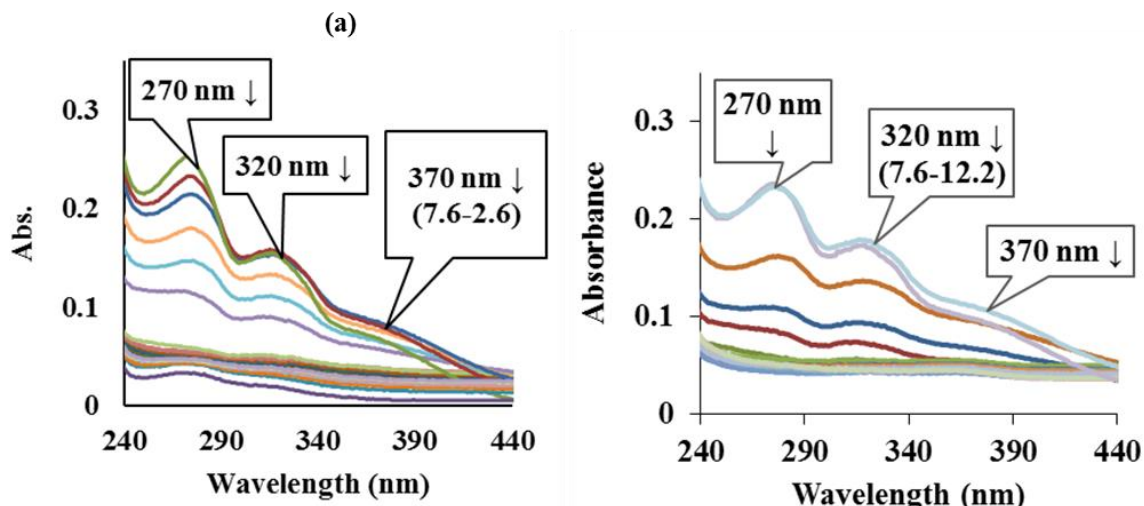 (a)
270 nm ↓
320 nm ↓
370 nm ↓
(7.6-2.6)
Abs.
0.3
0.2
0.1
0
240 290 340 390 440
Wavelength (nm)
270 nm
↓
320 nm ↓
(7.6-12.2)
370 nm ↓
Absorbance
0.3
0.2
0.1
0
240 290 340 390 440
Wavelength (nm)